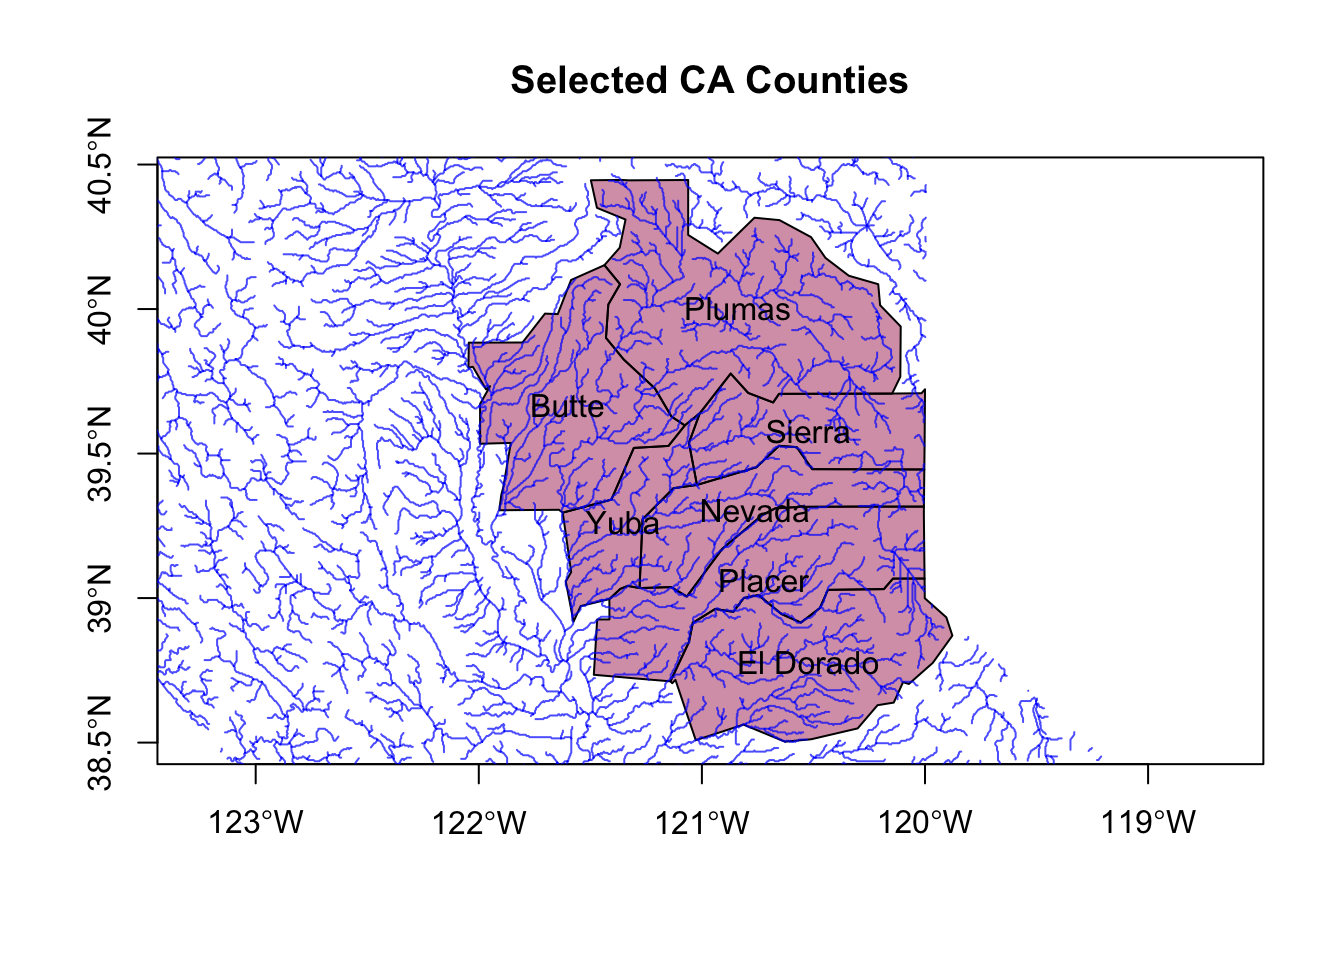 Selected CA Counties
40.5°N
40°N
39.5°N
39°N
38.5°N
Plumas
Butte
Sierra
Nevada
Yuba
Placer
El Dorado
123°W
122°W
121°W
120°W
119°W